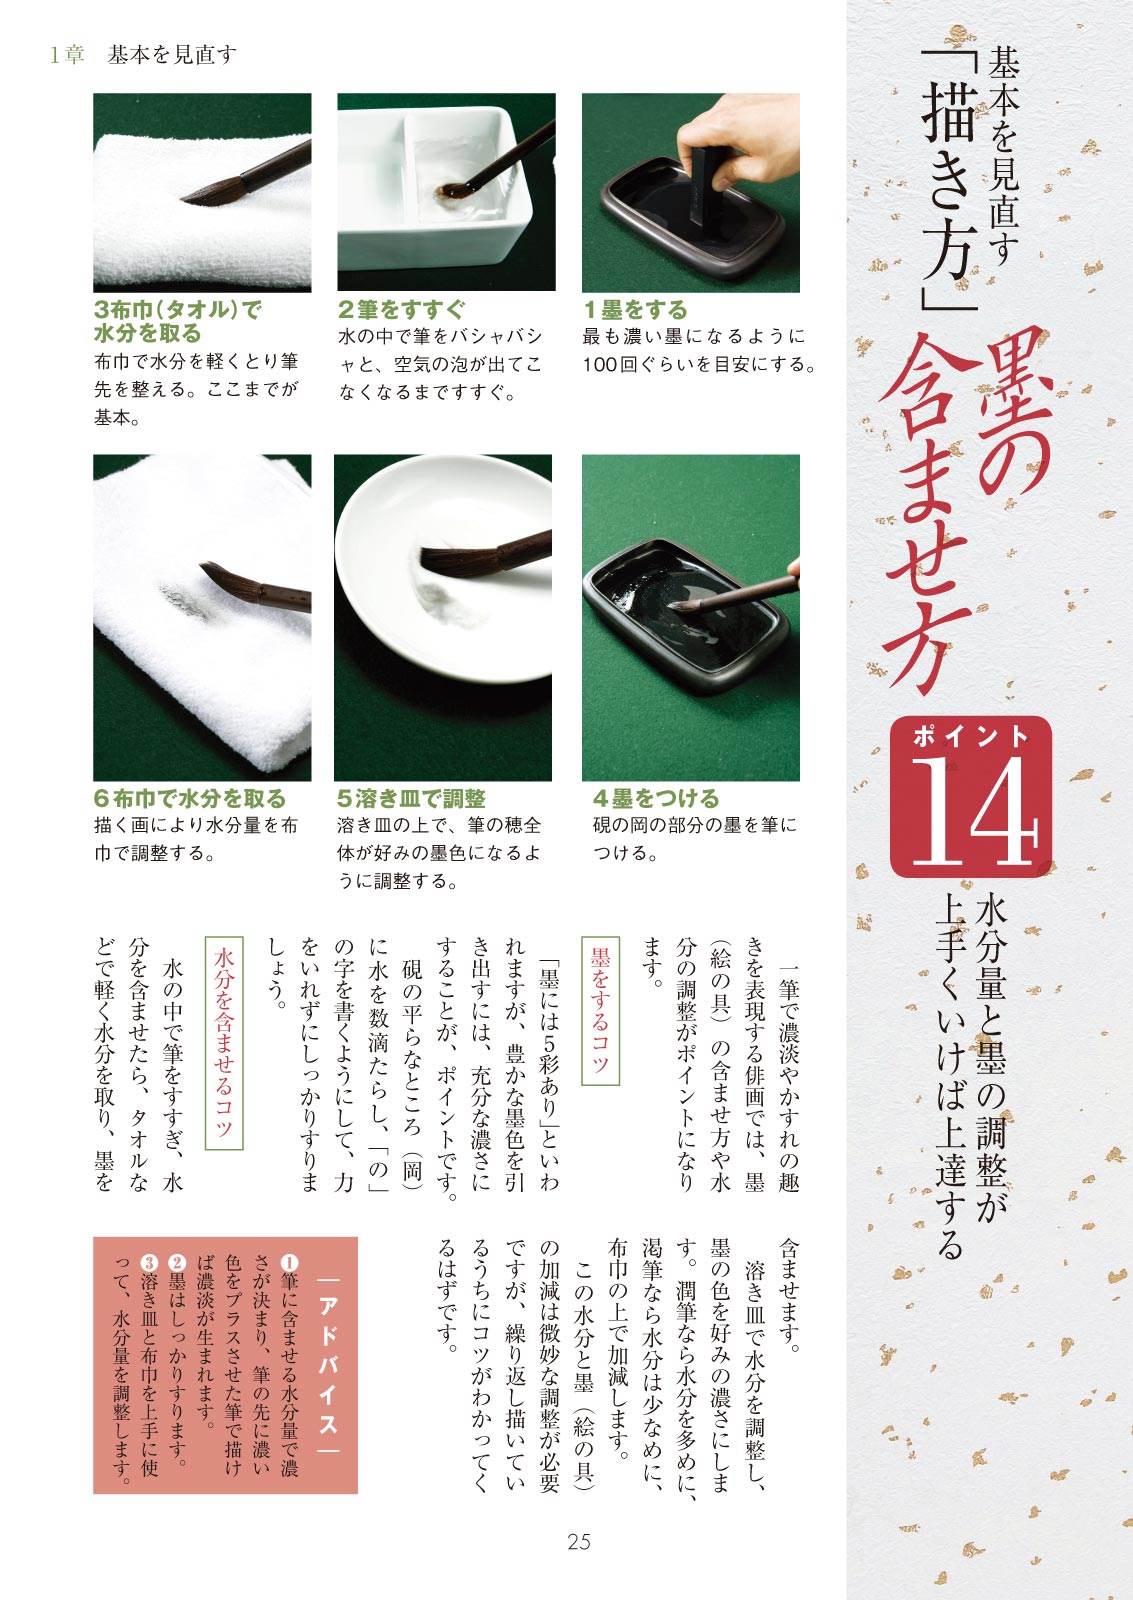 1章　基本を見直す
基本を見直す
「描き方」
墨の
含ませ方
ポイント
14
水分量と墨の調整が
上手くいけば上達する
1墨をする
最も濃い墨になるように
100回ぐらいを目安にする。
2筆をすすぐ
水の中で筆をバシャバシ
ャと、空気の泡が出てこ
なくなるまですすぐ。
3布巾(タオル)で
水分を取る
布巾で水分を軽くとり筆
先を整える。ここまでが
基本。
4墨をつける
硯の岡の部分の墨を筆に
つける。
5溶き皿で調整
溶き皿の上で、筆の穂全
体が好みの墨色になるよ
うに調整する。
6布巾で水分を取る
描く画により水分量を布
巾で調整する。
一筆で濃淡やかすれの趣
きを表現する俳画では、墨
（絵の具）の含ませ方や水
分の調整がポイントになり
ます。
墨をするコツ
「墨には5彩あり」といわ
れますが、豊かな墨色を引
き出すには、充分な濃さに
することが、ポイントです。
硯の平らなところ（岡）
に水を数滴たらし、「の」
の字を書くようにして、力
をいれずにしっかりすりま
しょう。
水分を含ませるコツ
水の中で筆をすすぎ、水
分を含ませたら、タオルな
どで軽く水分を取り、墨を
含ませます。
溶き皿で水分を調整し、
墨の色を好みの濃さにしま
す。潤筆なら水分を多めに、
渇筆なら水分は少なめに、
布巾の上で加減します。
この水分と墨（絵の具）
の加減は微妙な調整が必要
ですが、繰り返し描いてい
るうちにコツがわかってく
るはずです。
アドバイス
❶筆に含ませる水分量で濃
さが決まり、筆の先に濃い
色をプラスさせた筆で描け
ば濃淡が生まれます。
❷墨はしっかりすります。
❸溶き皿と布巾を上手に使
って、水分量を調整します。
25